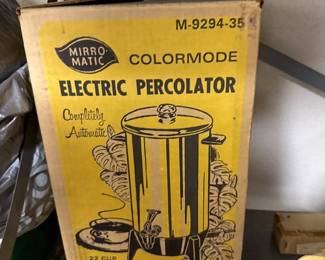 M-9294-35
MIRRO
MATIC
COLORMODE
ELECTRIC PERCOLATOR
Completely
Automatic
22 CUP